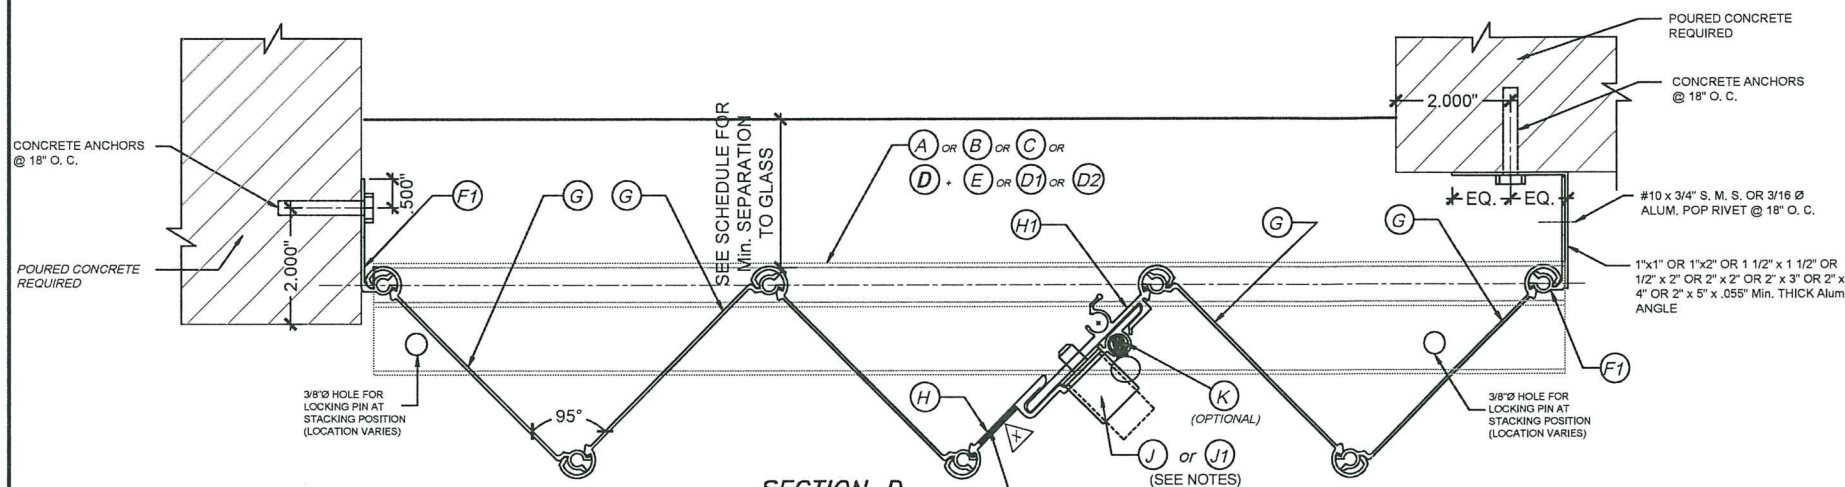 POURED CONCRETE
REQUIRED
CONCRETE ANCHORS
@ 18" O. C.
2.000"
CONCRETE ANCHORS
@ 18" O. C.
.500"
F1
G
G
SEE SCHEDULE FOR
Min. SEPARATION
TO GLASS
A OR B OR C OR
D + E OR D1 OR D2
H1
G
G
EQ.
EQ.
#10 x 3/4" S. M. S. OR 3/16 Ø
ALUM. POP RIVET @ 18" O. C.
POURED CONCRETE
REQUIRED
2.000"
1"x1" OR 1"x2" OR 1 1/2" x 1 1/2" OR
1/2" x 2" OR 2" x 2" OR 2" x 3" OR 2" x
4" OR 2" x 5" x .055" Min. THICK Alum
ANGLE
3/8"Ø HOLE FOR
LOCKING PIN AT
STACKING POSITION
(LOCATION VARIES)
95°
H
X
K
(OPTIONAL)
F1
3/8"Ø HOLE FOR
LOCKING PIN AT
STACKING POSITION
(LOCATION VARIES)
J or J1
(SEE NOTES)